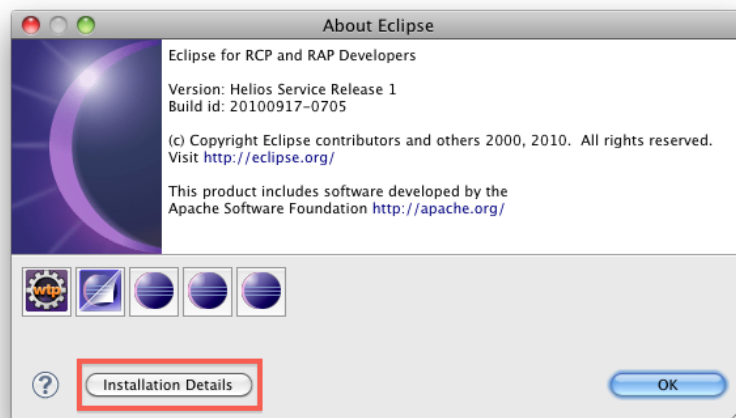 About Eclipse
Eclipse for RCP and RAP Developers
Version: Helios Service Release 1
Build id: 20100917-0705
(c) Copyright Eclipse contributors and others 2000, 2010.  All rights reserved.
Visit http://eclipse.org/
This product includes software developed by the
Apache Software Foundation http://apache.org/
wtp
?
Installation Details
OK